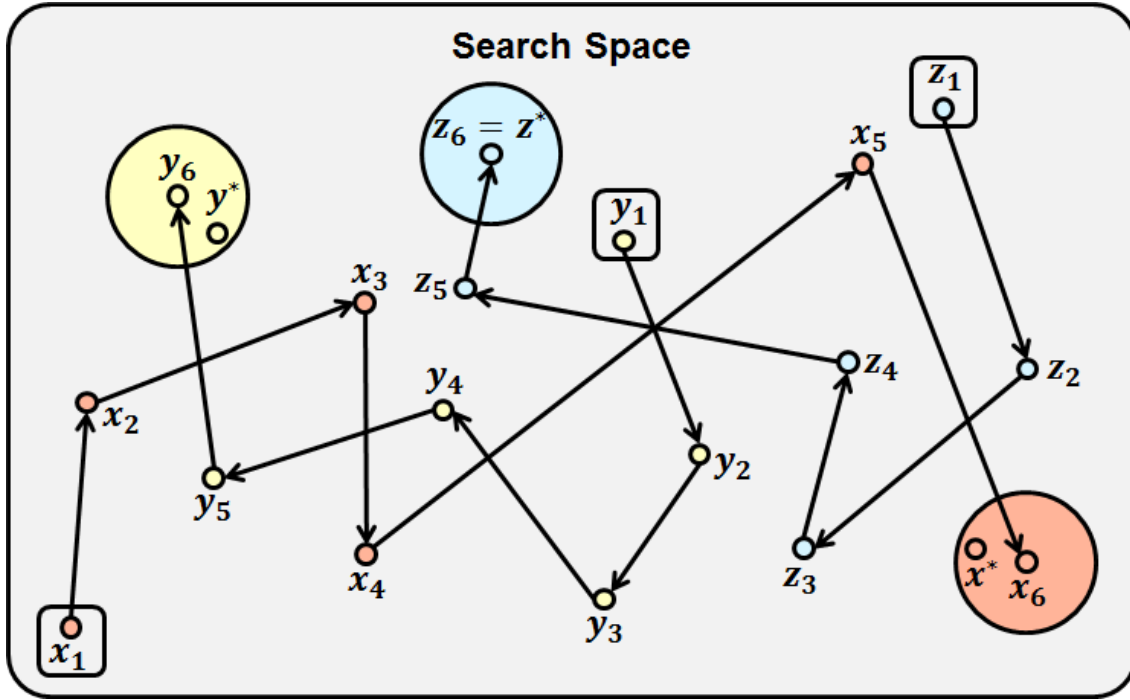 Search Space
z₁
x₅
z₆ = z*
y₆
y*
y₁
x₃
z₅
z₄
z₂
y₄
x₂
y₂
y₅
x₄
z₃
x*
x₆
y₃
x₁